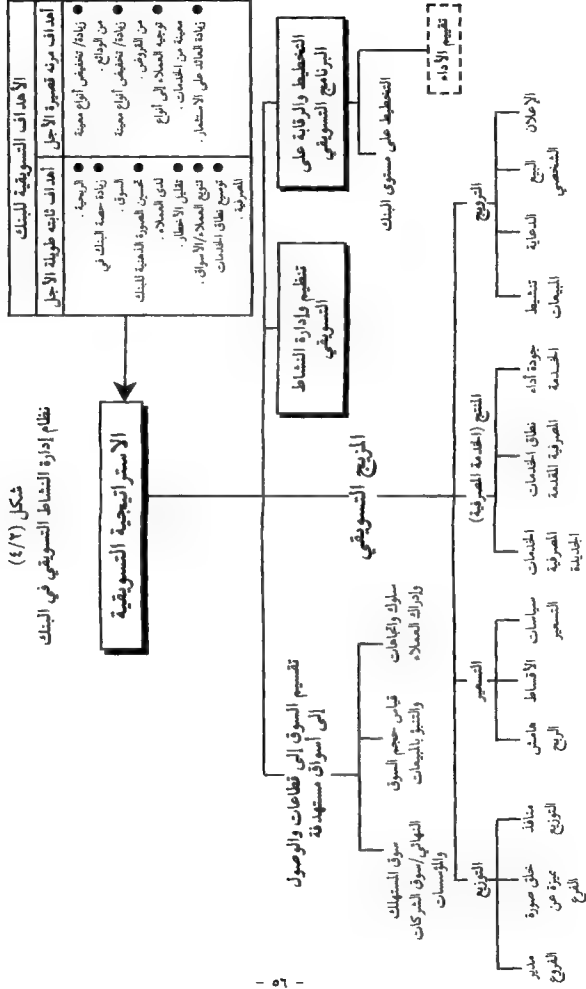 شكل (٤/٢)
نظام إدارة النشاط التسويقي في البنك
الأهداف التسويقية للبنك
أهداف مرنه قصيرة الأجل
زيادة/ تخفيض أنواع معينة
من الودائع .
زيادة/ تخفيض أنواع معينة
من القروض .
توجيه العملاء إلى أنواع
معينة من الخدمات .
زيادة العائد على الاستثمار .
أهداف ثابته طويلة الأجل
الربحية .
زيادة حصة البنك في
السوق .
تحسين الصورة الذهنية للبنك
لدى العملاء .
تقليل الأخطار .
تنويع العملاء/الأسواق .
توسيع نطاق الخدمات
المصرفية .
الاستراتيجية التسويقية
التخطيط والرقابة على
البرنامج التسويقي
التخطيط على مستوى البنك
تقييم الأداء
تنظيم وإدارة النشاط
التسويقي
المزيج التسويقي
تقسيم السوق إلى قطاعات والوصول
إلى أسواق مستهدفة
سلوك واتجاهات
وإدراك العملاء
قياس حجم السوق
والتنبؤ بالمبيعات
سوق المستهلك
النهائي/سوق الشركات
والمؤسسات
الترويج
الإعلان
البيع
الشخصي
الدعاية
تنشيط
المبيعات
المنتج (الخدمة المصرفية)
جودة أداء
الخدمة
نطاق الخدمات
المصرفية المقدمة
الخدمات
المصرفية
الجديدة
التسعير
سياسات
التسعير
الأقساط
هامش
الربح
التوزيع
منافذ
التوزيع
خلق صورة
مميزة عن
الفرع
مدير
الفروع
- ٥٦ -